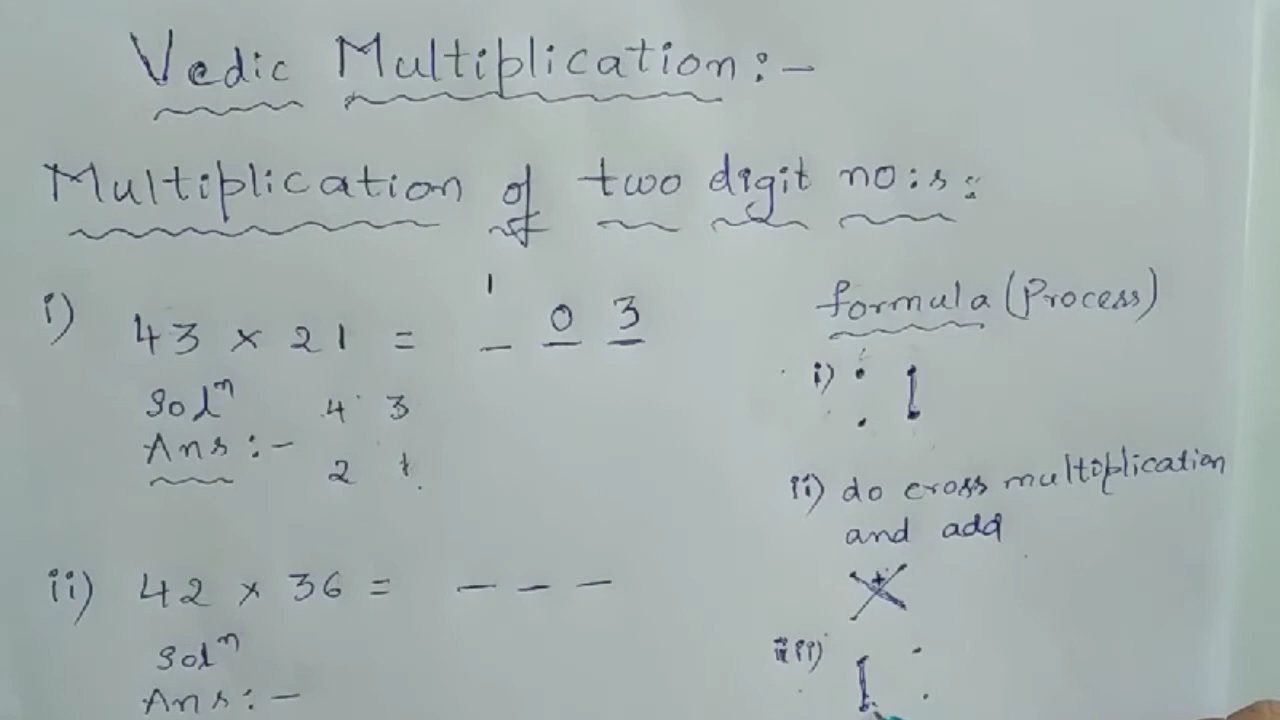 Vedic Multiplication :-
Multiplication of two digit no:s :
i) 43 × 21 = _ 0 3
1
Solⁿ 4 3
Ans :- 2 1
ii) 42 × 36 = _ _ _
Solⁿ
Ans :-
formula (Process)
i)
ii) do cross multiplication
and add
+
iii)